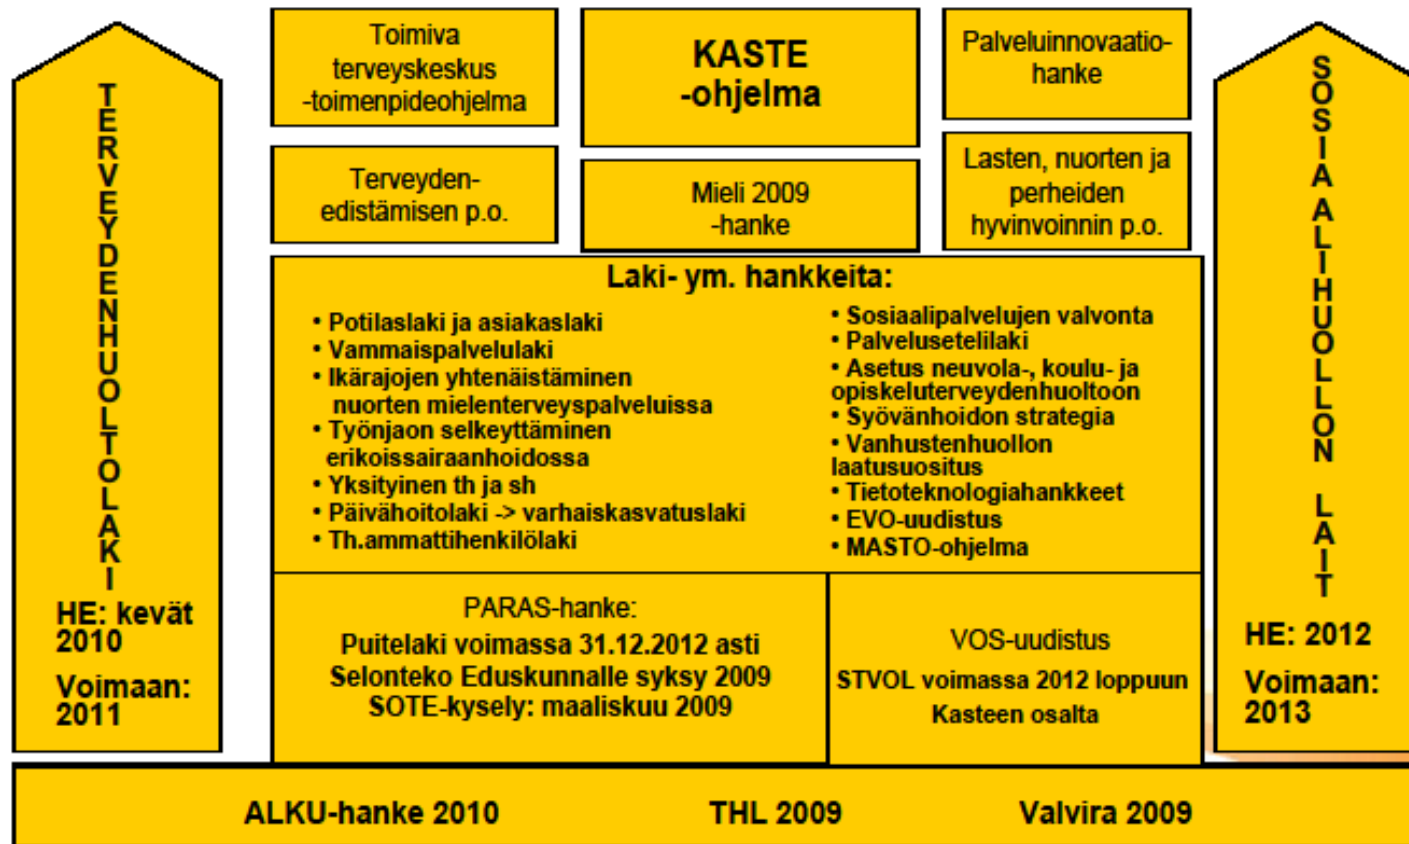 TERVEYDENHUOLTOLAKI
HE: kevät
2010
Voimaan:
2011
Toimiva
terveyskeskus
-toimenpideohjelma
KASTE
-ohjelma
Palveluinnovaatio-
hanke
Terveyden-
edistämisen p.o.
Mieli 2009
-hanke
Lasten, nuorten ja
perheiden
hyvinvoinnin p.o.
Laki- ym. hankkeita:
• Potilaslaki ja asiakaslaki
• Vammaispalvelulaki
• Ikärajojen yhtenäistäminen
nuorten mielenterveyspalveluissa
• Työnjaon selkeyttäminen
erikoissairaanhoidossa
• Yksityinen th ja sh
• Päivähoitolaki -> varhaiskasvatuslaki
• Th.ammattihenkilölaki
• Sosiaalipalvelujen valvonta
• Palvelusetelilaki
• Asetus neuvola-, koulu- ja
opiskeluterveydenhuoltoon
• Syövänhoidon strategia
• Vanhustenhuollon
laatusuositus
• Tietoteknologiahankkeet
• EVO-uudistus
• MASTO-ohjelma
PARAS-hanke:
Puitelaki voimassa 31.12.2012 asti
Selonteko Eduskunnalle syksy 2009
SOTE-kysely: maaliskuu 2009
VOS-uudistus
STVOL voimassa 2012 loppuun
Kasteen osalta
SOSIAALIHUOLLON LAIT
HE: 2012
Voimaan:
2013
ALKU-hanke 2010 THL 2009 Valvira 2009